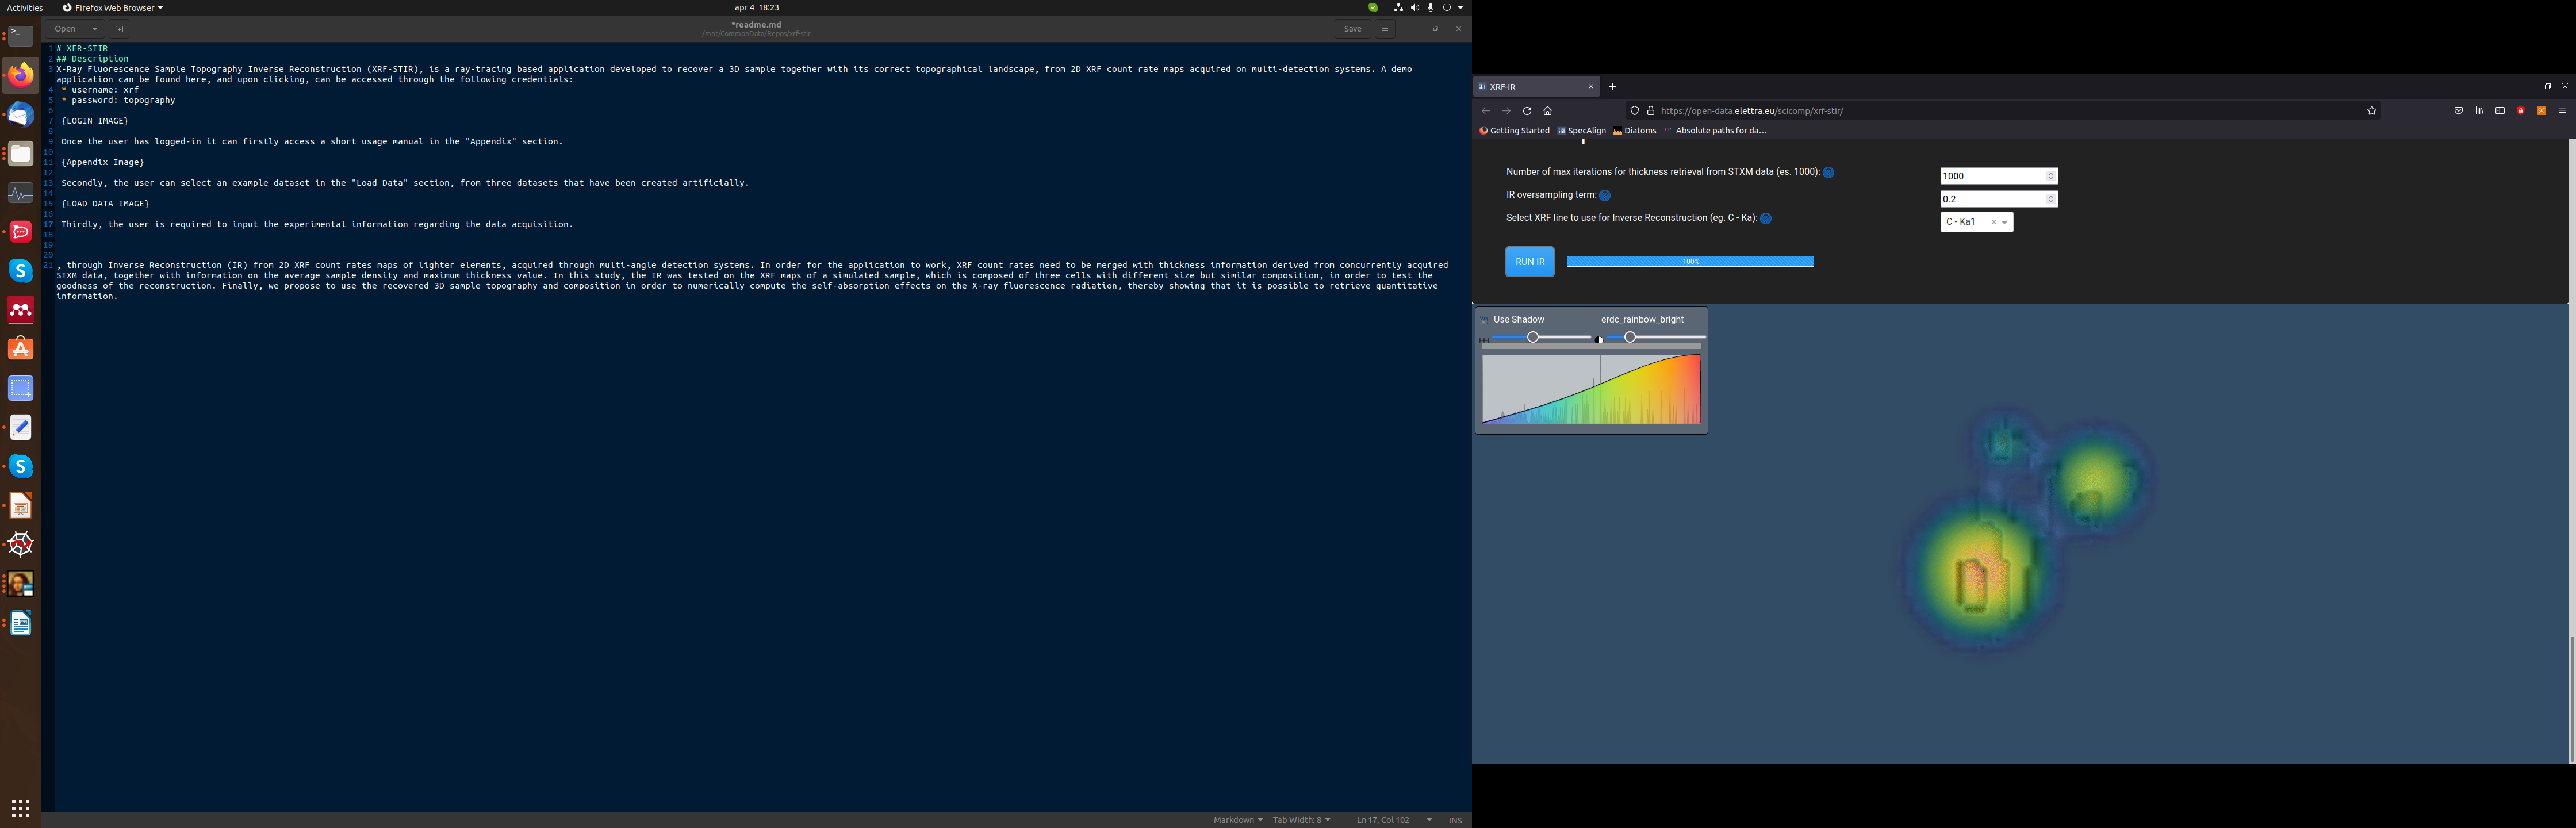 Activities
Firefox Web Browser
apr 4 18:23
Open
*readme.md
/mnt/CommonData/Repos/xrf-stir
Save
1 # XFR-STIR
2 ## Description
3 X-Ray Fluorescence Sample Topography Inverse Reconstruction (XRF-STIR), is a ray-tracing based application developed to recover a 3D sample together with its correct topographical landscape, from 2D XRF count rate maps acquired on multi-detection systems. A demo
application can be found here, and upon clicking, can be accessed through the following credentials:
4 * username: xrf
5 * password: topography
6
7 {LOGIN IMAGE}
8
9 Once the user has logged-in it can firstly access a short usage manual in the "Appendix" section.
10
11 {Appendix Image}
12
13 Secondly, the user can select an example dataset in the "Load Data" section, from three datasets that have been created artificially.
14
15 {LOAD DATA IMAGE}
16
17 Thirdly, the user is required to input the experimental information regarding the data acquisition.
18
19
20
21 , through Inverse Reconstruction (IR) from 2D XRF count rates maps of lighter elements, acquired through multi-angle detection systems. In order for the application to work, XRF count rates need to be merged with thickness information derived from concurrently acquired
STXM data, together with information on the average sample density and maximum thickness value. In this study, the IR was tested on the XRF maps of a simulated sample, which is composed of three cells with different size but similar composition, in order to test the
goodness of the reconstruction. Finally, we propose to use the recovered 3D sample topography and composition in order to numerically compute the self-absorption effects on the X-ray fluorescence radiation, thereby showing that it is possible to retrieve quantitative
information.
Markdown
Tab Width: 8
Ln 17, Col 102
INS
XRF-IR
https://open-data.elettra.eu/scicomp/xrf-stir/
Getting Started
SpecAlign
Diatoms
Absolute paths for da…
Number of max iterations for thickness retrieval from STXM data (es. 1000): ?
1000
IR oversampling term: ?
0.2
Select XRF line to use for Inverse Reconstruction (eg. C - Ka): ?
C - Ka1
RUN IR
100%
Use Shadow
erdc_rainbow_bright